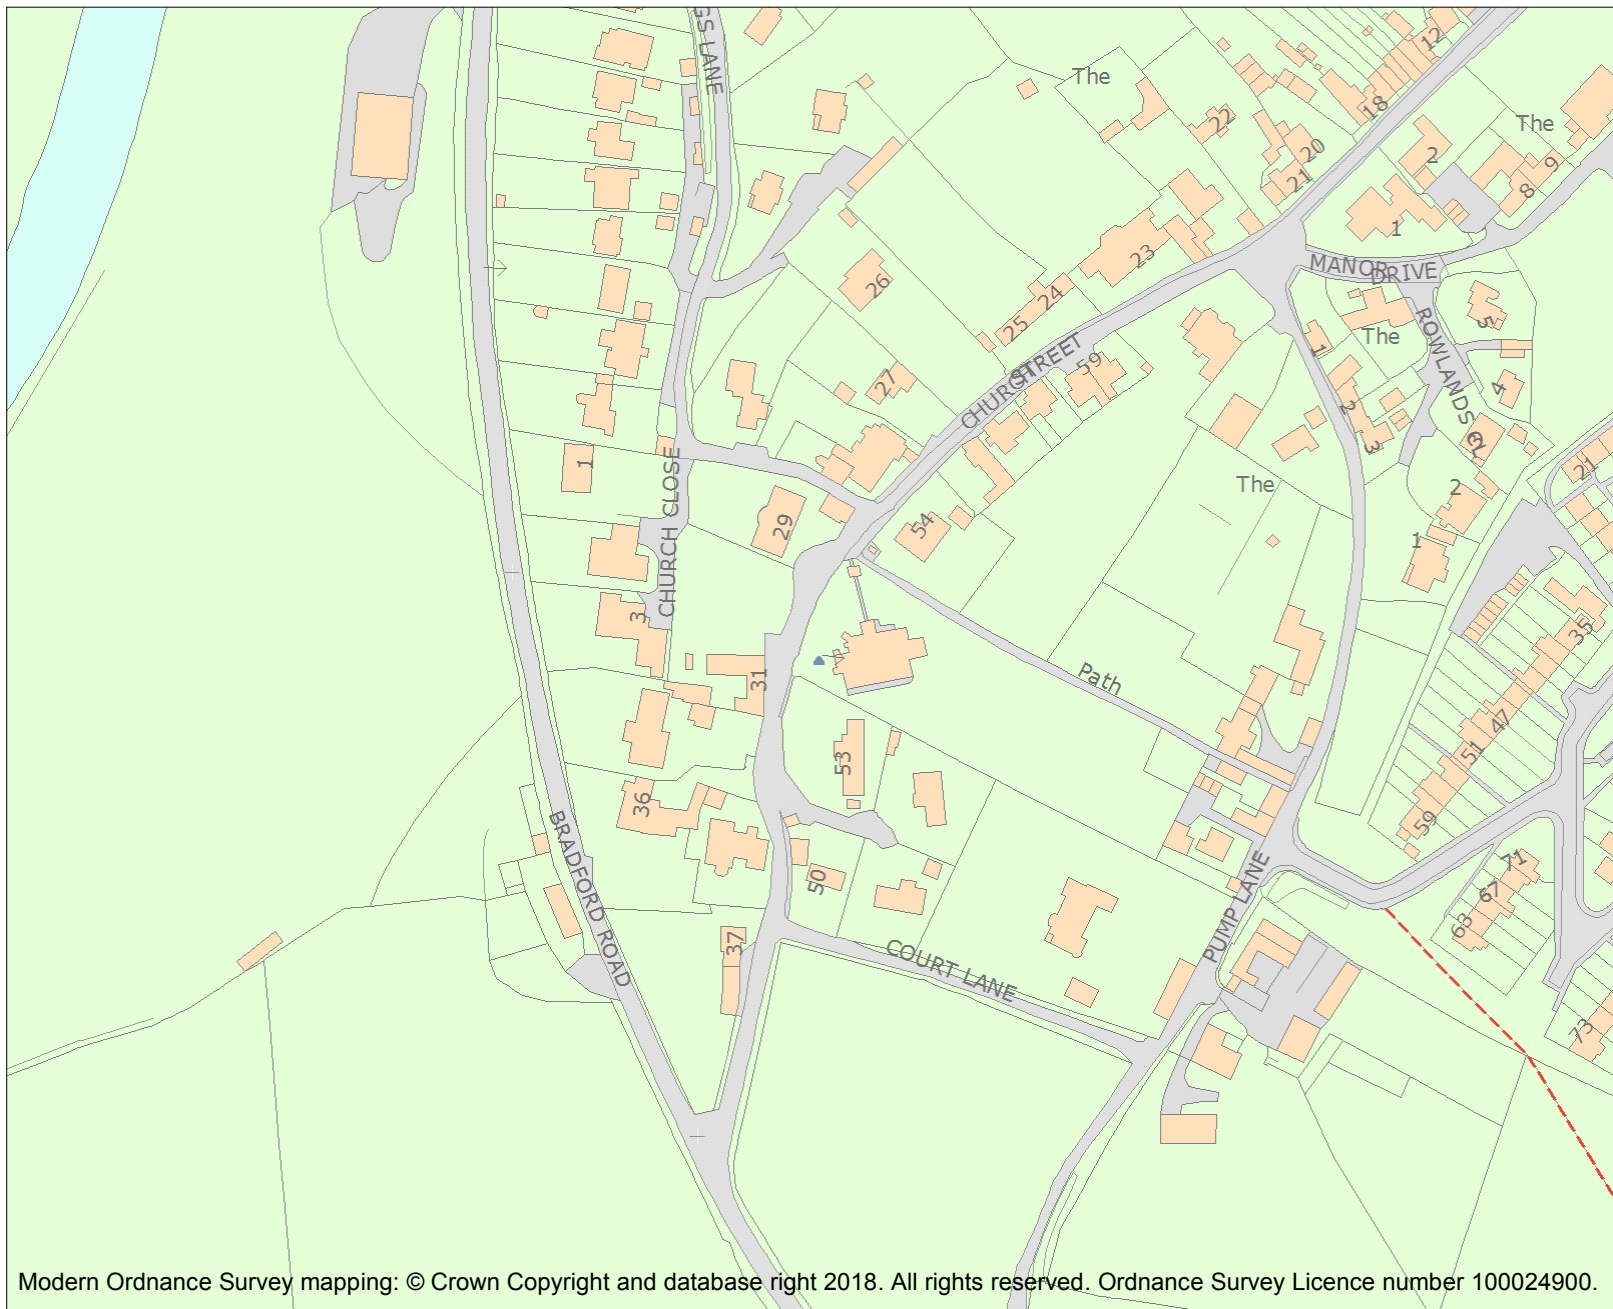 GS LANE
12
The
18
The
22
20
2
9
21
8
1
23
MANOR
DRIVE
26
24
25
ROWLANDS CL
5
The
1
CHURCH
STREET
59
27
4
2
3
3
1
CHURCH CLOSE
21
The
2
29
54
1
3
35
31
Path
47
53
51
36
59
BRADFORD ROAD
71
50
PUMP LANE
67
63
37
COURT LANE
73
Modern Ordnance Survey mapping: © Crown Copyright and database right 2018. All rights reserved. Ordnance Survey Licence number 100024900.